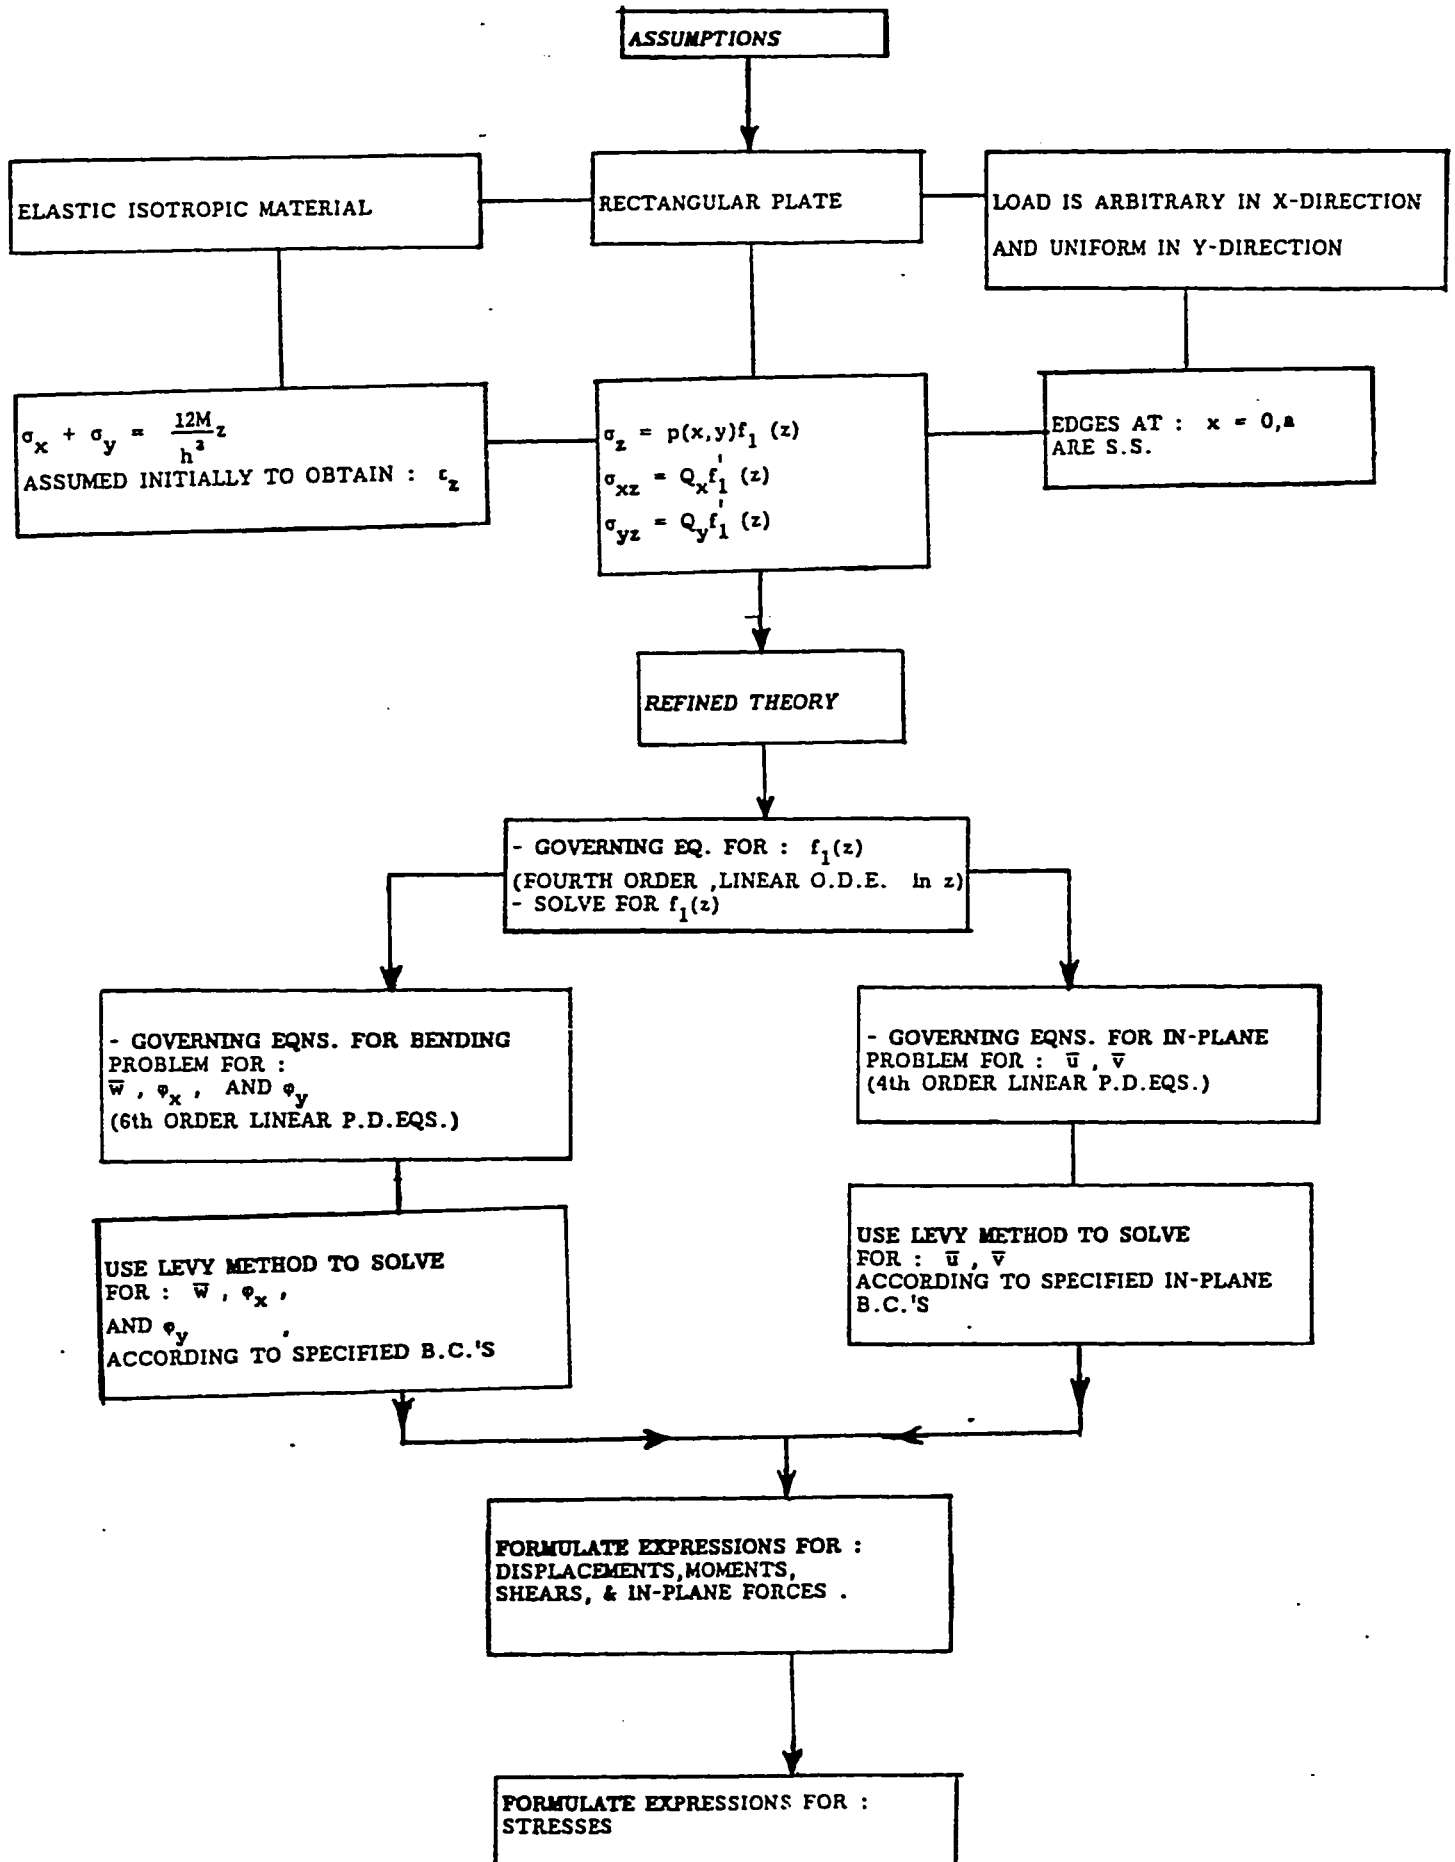 ASSUMPTIONS
ELASTIC ISOTROPIC MATERIAL
RECTANGULAR PLATE
LOAD IS ARBITRARY IN X-DIRECTION
AND UNIFORM IN Y-DIRECTION
σx + σy = 12M/h³ z
ASSUMED INITIALLY TO OBTAIN : εz
σz = p(x,y)f1 (z)
σxz = Qxf1' (z)
σyz = Qyf1' (z)
EDGES AT : x = 0,a
ARE S.S.
REFINED THEORY
- GOVERNING EQ. FOR : f1(z)
(FOURTH ORDER ,LINEAR O.D.E. in z)
- SOLVE FOR f1(z)
- GOVERNING EQNS. FOR BENDING
PROBLEM FOR :
w̅ , φx , AND φy
(6th ORDER LINEAR P.D.EQS.)
- GOVERNING EQNS. FOR IN-PLANE
PROBLEM FOR : u̅ , v̅
(4th ORDER LINEAR P.D.EQS.)
USE LEVY METHOD TO SOLVE
FOR : w̅ , φx ,
AND φy ,
ACCORDING TO SPECIFIED B.C.'S
USE LEVY METHOD TO SOLVE
FOR : u̅ , v̅
ACCORDING TO SPECIFIED IN-PLANE
B.C.'S
FORMULATE EXPRESSIONS FOR :
DISPLACEMENTS,MOMENTS,
SHEARS, & IN-PLANE FORCES .
FORMULATE EXPRESSIONS FOR :
STRESSES